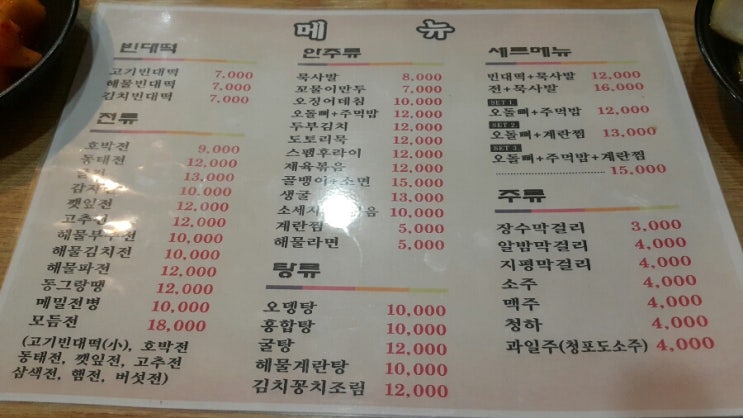 메뉴
빈대떡
고기빈대떡 7,000
해물빈대떡 7,000
김치빈대떡 7,000
전류
호박전 9,000
동태전 12,000
13,000
10,000
깻잎전 12,000
고추전 12,000
해물부추전 10,000
해물김치전 10,000
해물파전 12,000
동그랑땡 12,000
메밀전병 10,000
모듬전 18,000
(고기빈대떡(小), 호박전
동태전, 깻잎전, 고추전
삼색전, 햄전, 버섯전)
안주류
묵사발 8,000
꼬물이만두 7,000
오징어데침 10,000
오돌뼈+주먹밥 12,000
두부김치 12,000
도토리묵 12,000
스팸후라이 12,000
제육볶음 12,000
골뱅이+소면 15,000
생굴 13,000
10,000
계란찜 5,000
해물라면 5,000
탕류
오뎅탕 10,000
홍합탕 10,000
굴탕 12,000
해물계란탕 10,000
김치꽁치조림 12,000
세트메뉴
빈대떡+묵사발 12,000
전+묵사발 16,000
SET 1.
오돌뼈+주먹밥 12,000
SET 2.
오돌뼈+계란찜 13,000
SET 3.
오돌뼈+주먹밥+계란찜
15,000
주류
장수막걸리 3,000
알밤막걸리 4,000
지평막걸리 4,000
소주 4,000
맥주 4,000
청하 4,000
과일주(청포도소주) 4,000